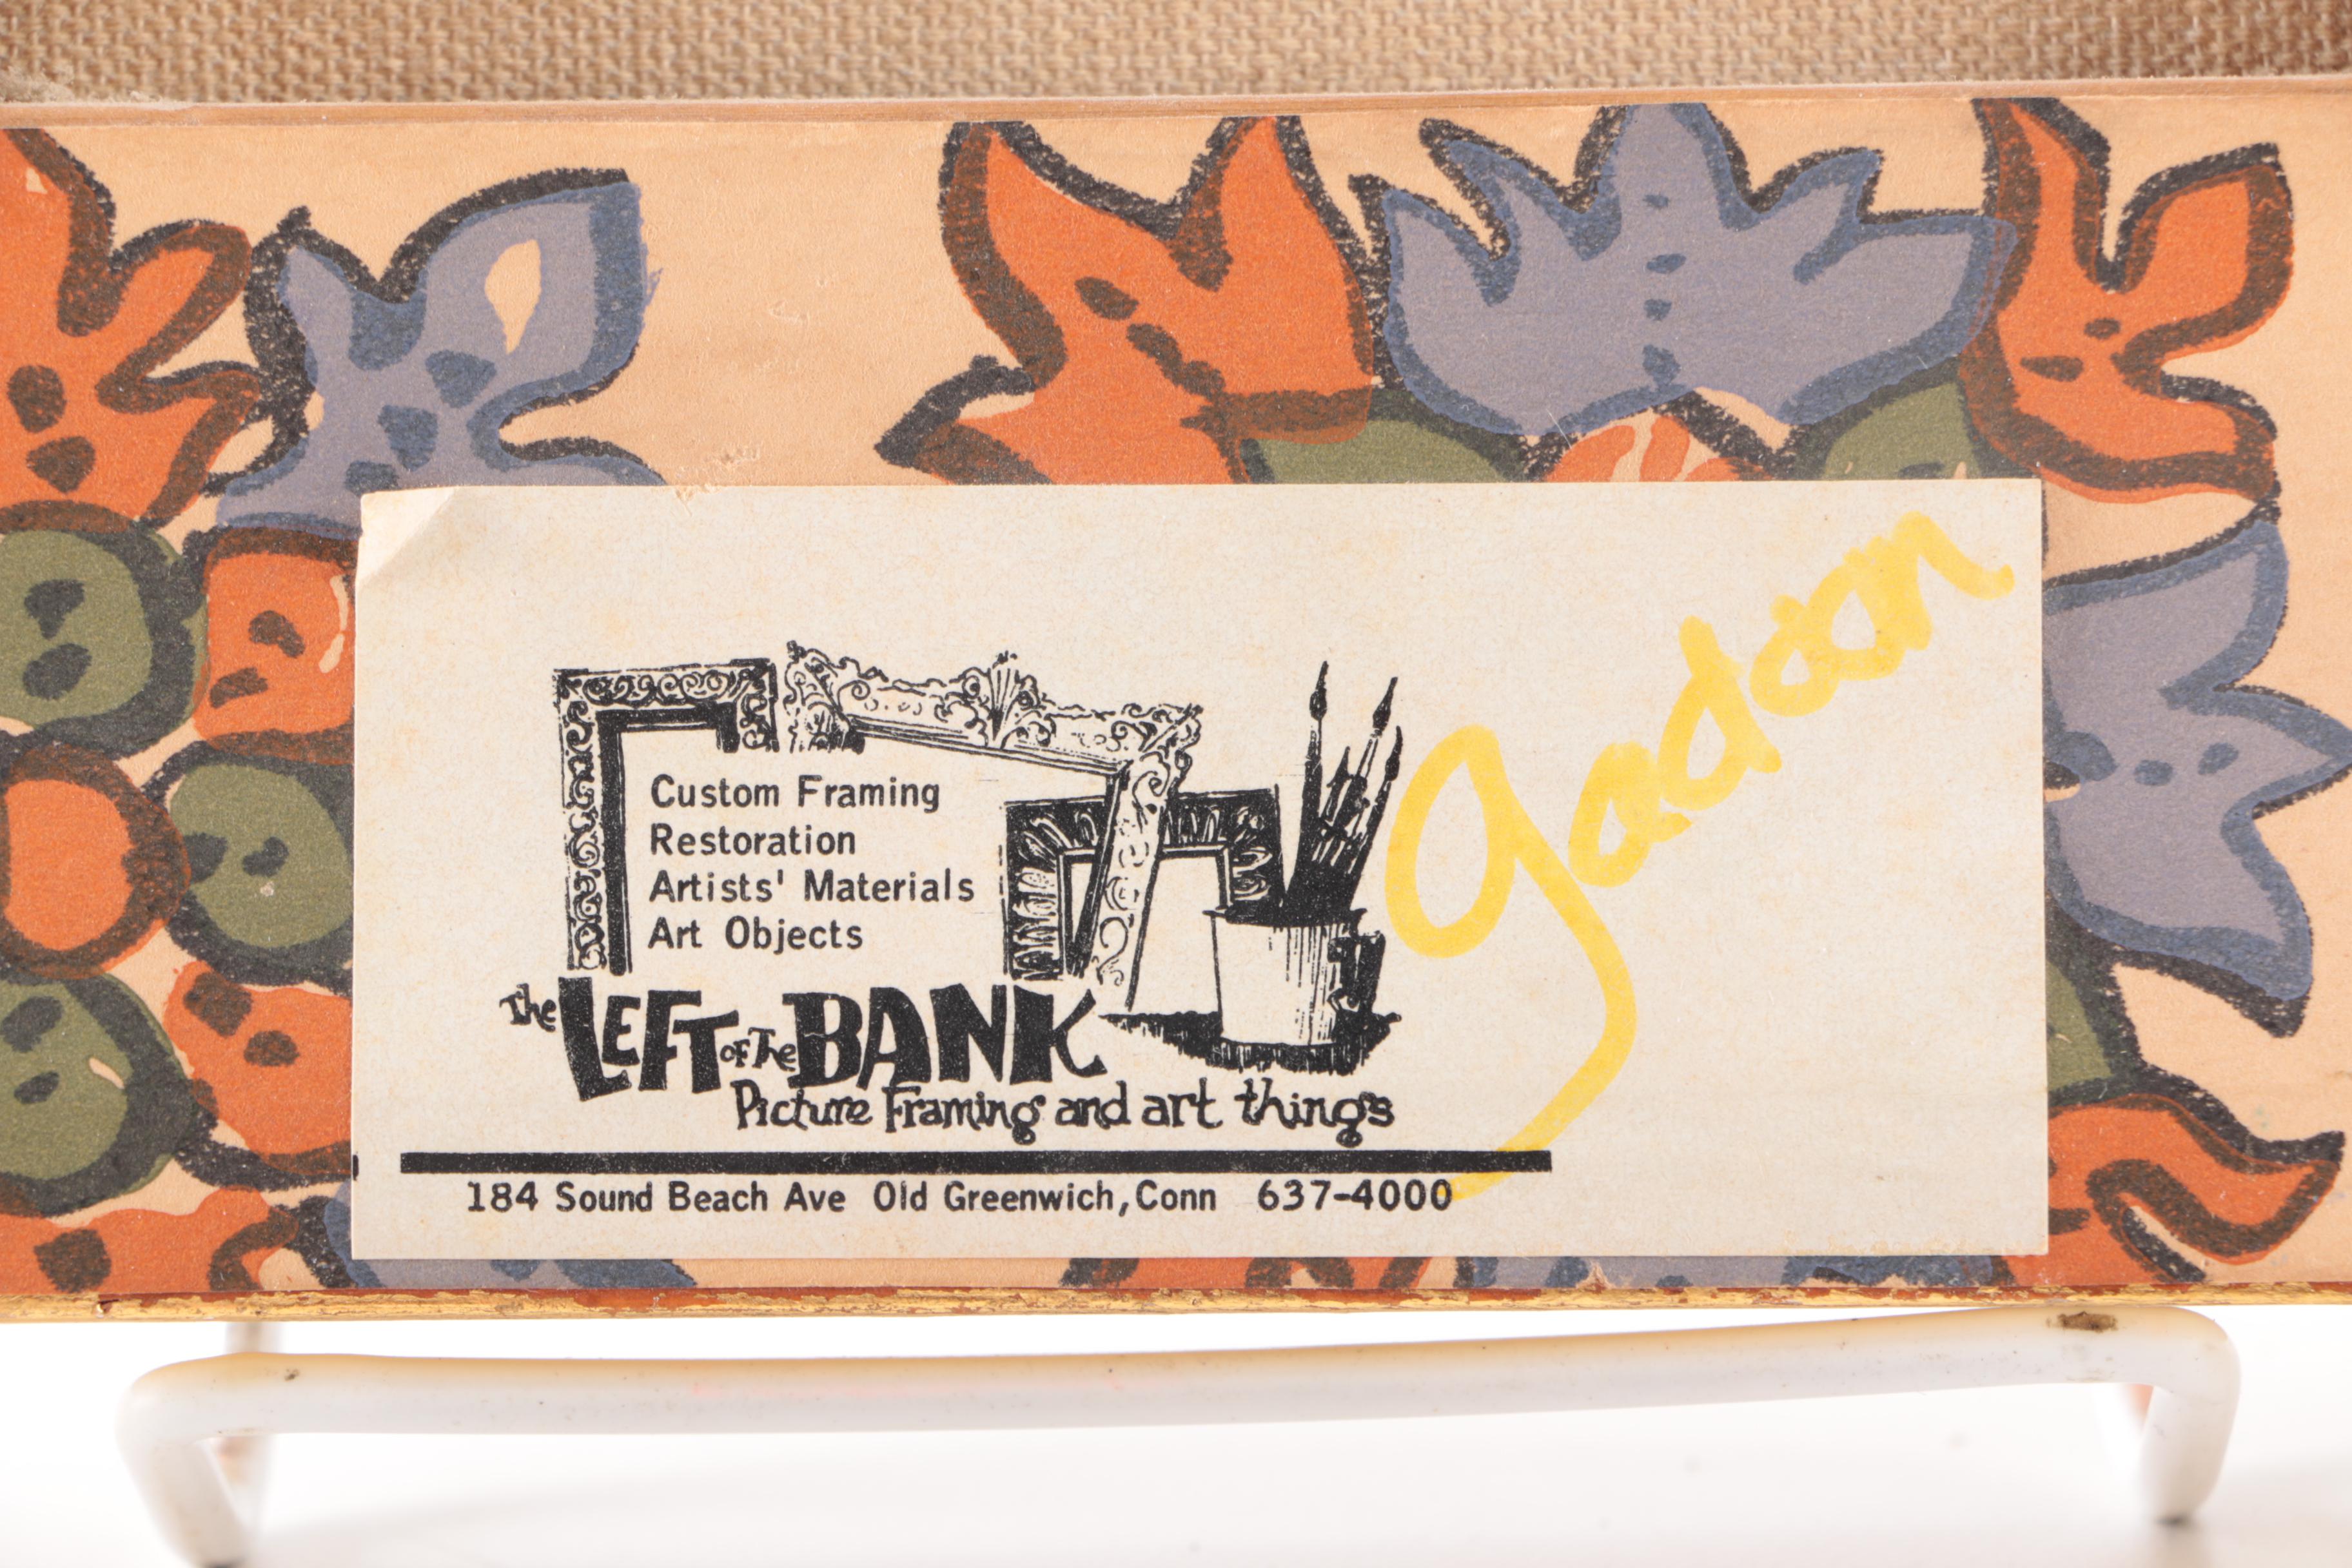 Custom Framing
Restoration
Artists' Materials
Art Objects
The LEFT OF The BANK
Picture Framing and art things
184 Sound Beach Ave Old Greenwich, Conn 637-4000